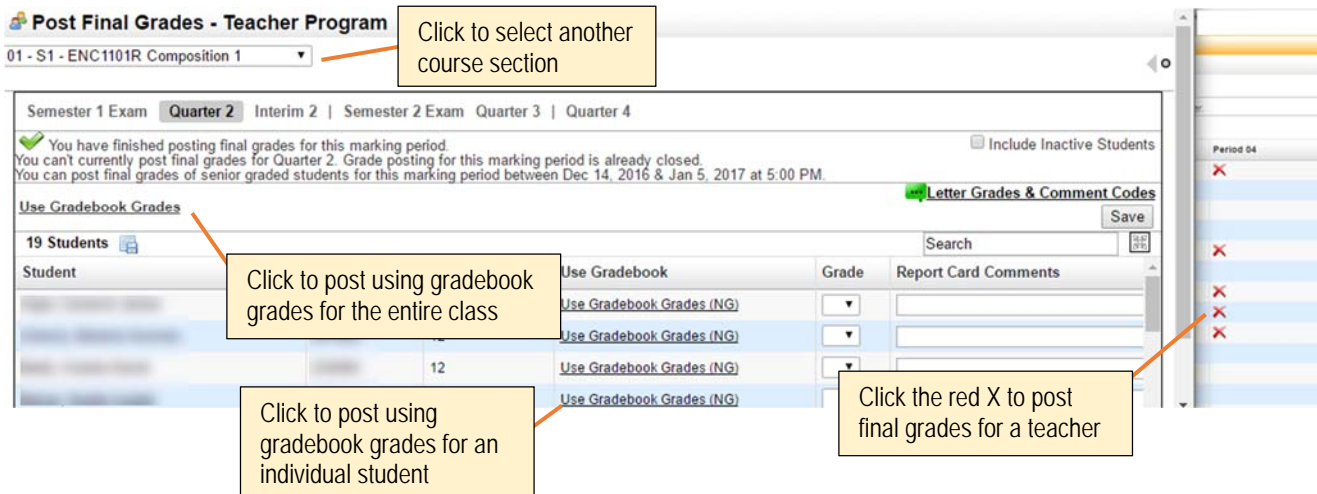 Post Final Grades - Teacher Program
Click to select another
course section
01 - S1 - ENC1101R Composition 1
Semester 1 Exam Quarter 2 Interim 2 | Semester 2 Exam Quarter 3 | Quarter 4
You have finished posting final grades for this marking period.
Include Inactive Students
You can't currently post final grades for Quarter 2. Grade posting for this marking period is already closed.
You can post final grades of senior graded students for this marking period between Dec 14, 2016 & Jan 5, 2017 at 5:00 PM.
Period 04
Letter Grades & Comment Codes
Use Gradebook Grades
Save
19 Students
Search
Student
Use Gradebook
Grade
Report Card Comments
Click to post using gradebook
grades for the entire class
Use Gradebook Grades (NG)
Use Gradebook Grades (NG)
12
Use Gradebook Grades (NG)
Use Gradebook Grades (NG)
Click to post using
gradebook grades for an
individual student
Click the red X to post
final grades for a teacher